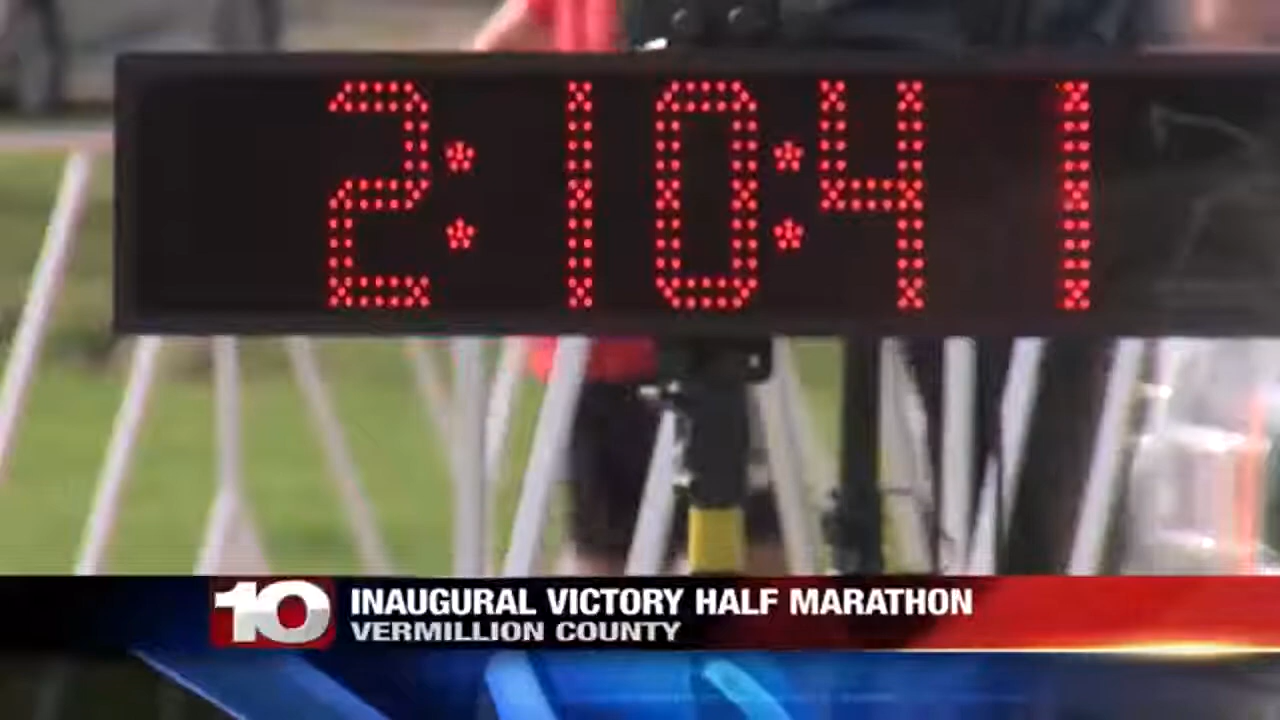 2:10:41
10
INAUGURAL VICTORY HALF MARATHON
VERMILLION COUNTY